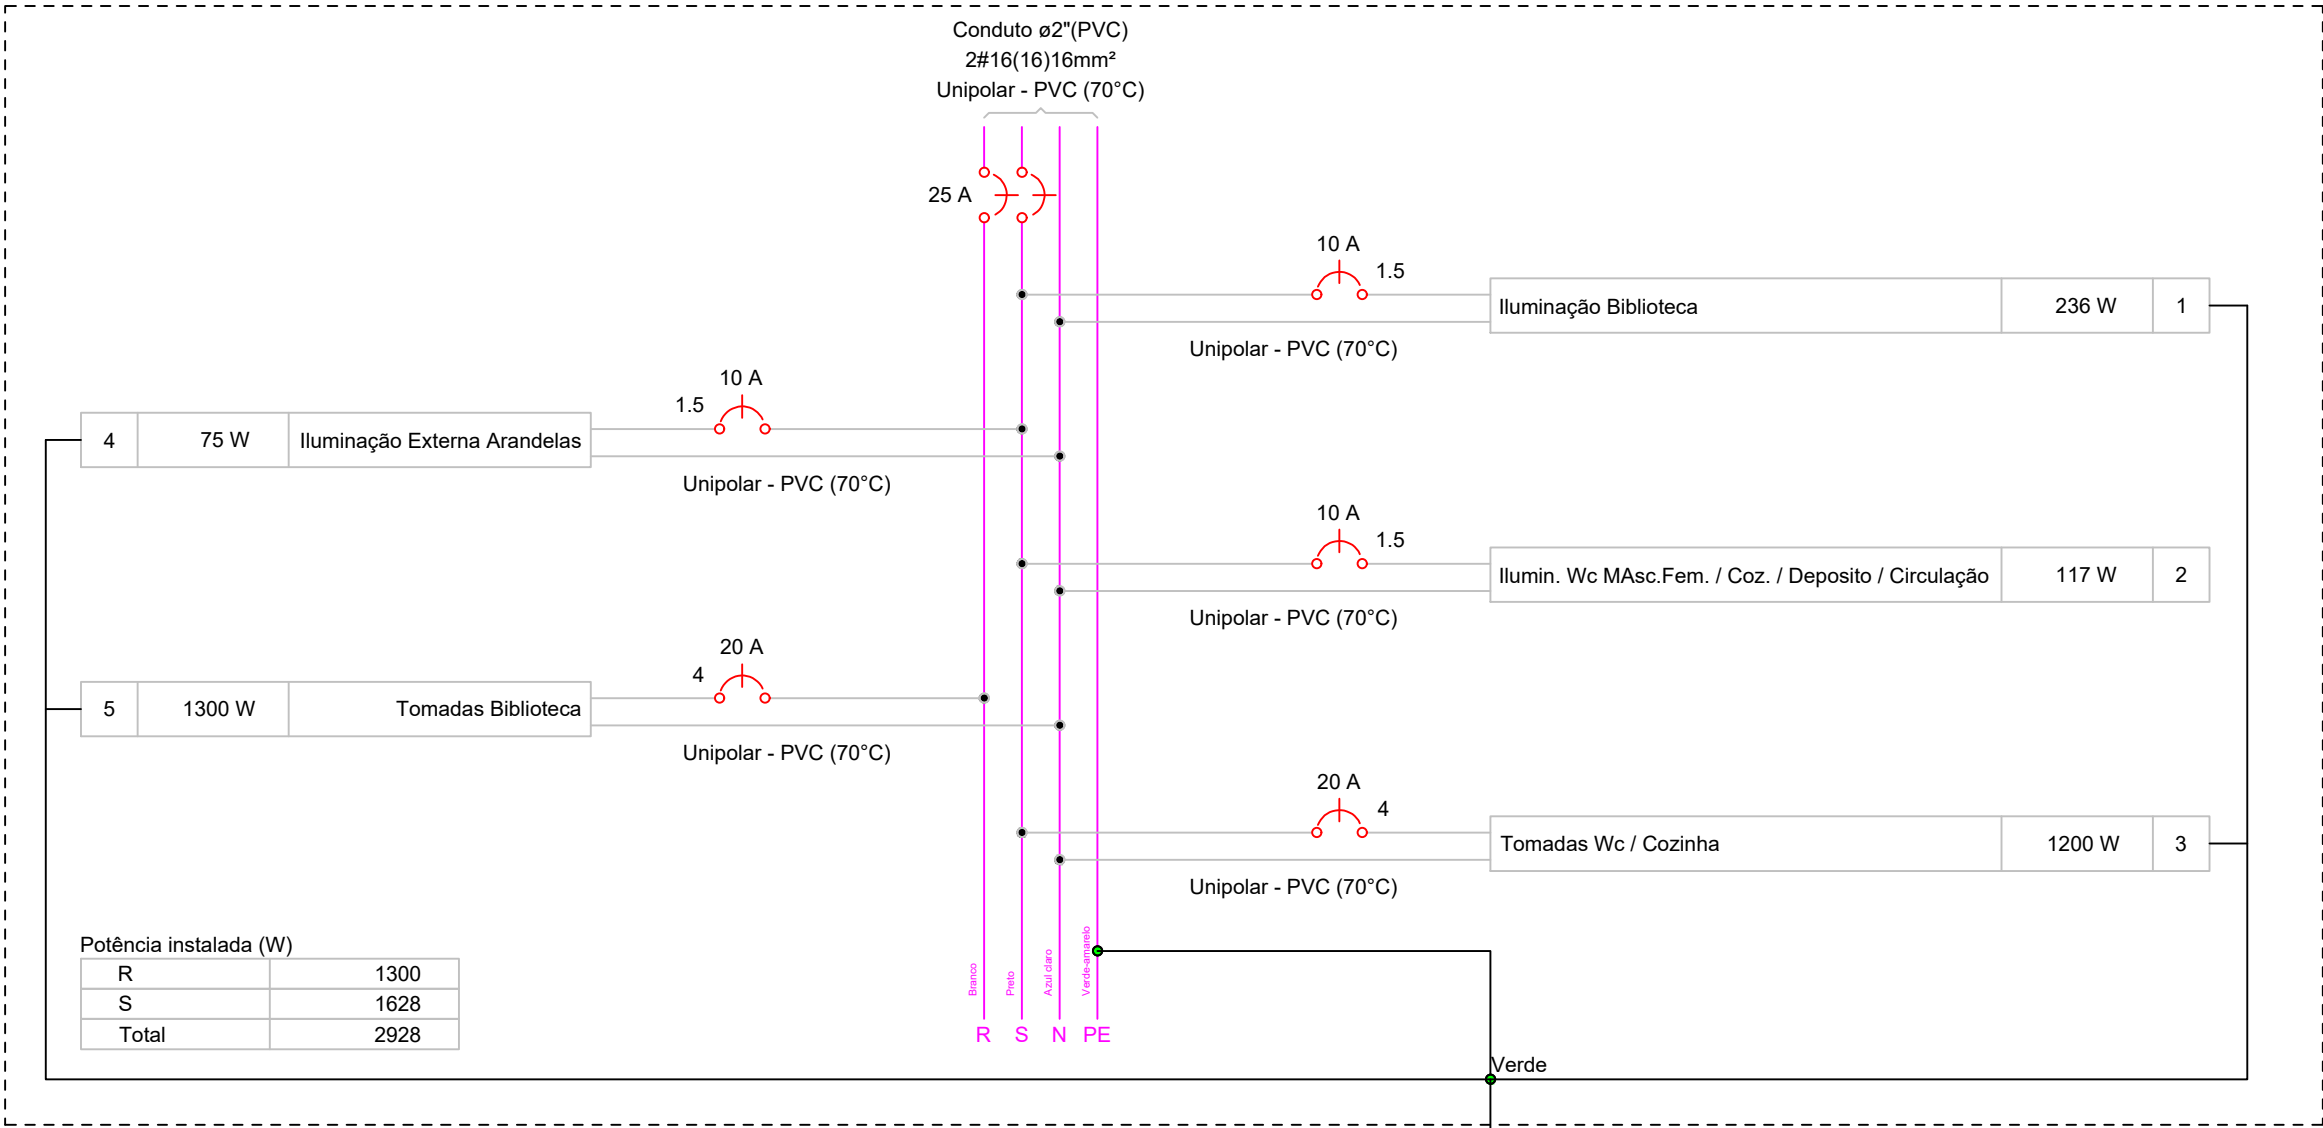 Conduto ø2"(PVC)
2#16(16)16mm²
Unipolar - PVC (70°C)
25 A
10 A
1.5
Iluminação Biblioteca
236 W
1
Unipolar - PVC (70°C)
10 A
1.5
4
75 W
Iluminação Externa Arandelas
Unipolar - PVC (70°C)
10 A
1.5
Ilumin. Wc MAsc.Fem. / Coz. / Deposito / Circulação
117 W
2
Unipolar - PVC (70°C)
20 A
4
5
1300 W
Tomadas Biblioteca
Unipolar - PVC (70°C)
20 A
4
Tomadas Wc / Cozinha
1200 W
3
Unipolar - PVC (70°C)
Potência instalada (W)
R 1300
S 1628
Total 2928
Branco
Preto
Azul claro
Verde-amarelo
R S N PE
Verde